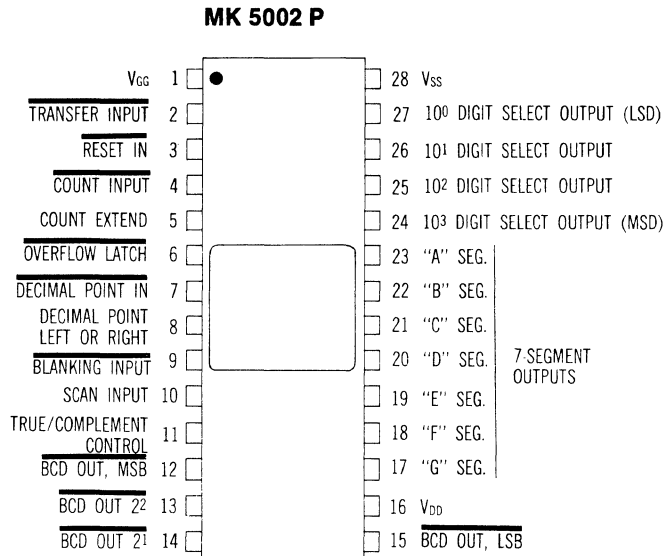 MK 5002 P
VGG 1
28 VSS
TRANSFER INPUT 2
27 10⁰ DIGIT SELECT OUTPUT (LSD)
RESET IN 3
26 10¹ DIGIT SELECT OUTPUT
COUNT INPUT 4
25 10² DIGIT SELECT OUTPUT
COUNT EXTEND 5
24 10³ DIGIT SELECT OUTPUT (MSD)
OVERFLOW LATCH 6
23 "A" SEG.
DECIMAL POINT IN 7
22 "B" SEG.
DECIMAL POINT
LEFT OR RIGHT 8
21 "C" SEG.
BLANKING INPUT 9
20 "D" SEG.
7-SEGMENT
OUTPUTS
SCAN INPUT 10
19 "E" SEG.
TRUE/COMPLEMENT
CONTROL 11
18 "F" SEG.
BCD OUT, MSB 12
17 "G" SEG.
BCD OUT 2² 13
16 VDD
BCD OUT 2¹ 14
15 BCD OUT, LSB